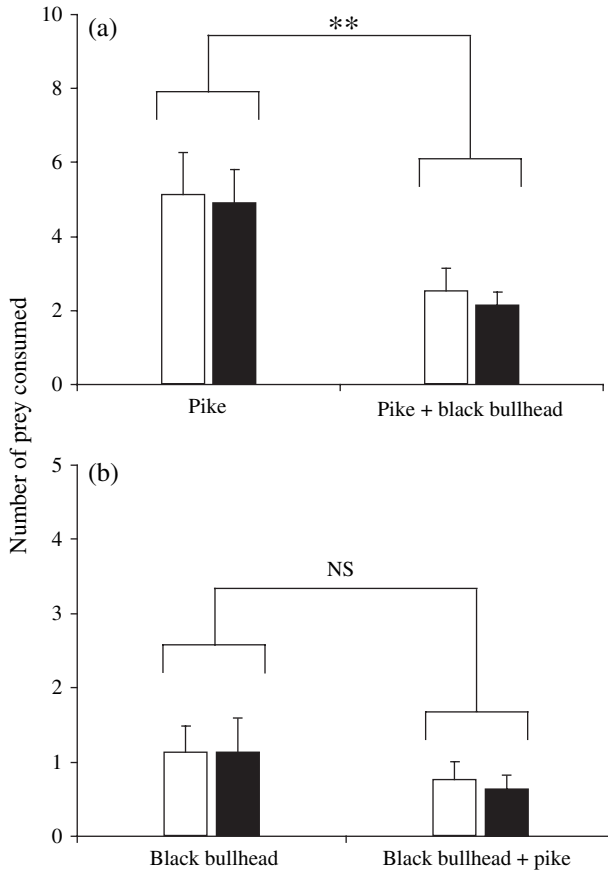 Number of prey consumed
(a)
**
10
8
6
4
2
0
Pike
Pike + black bullhead
(b)
NS
5
4
3
2
1
0
Black bullhead
Black bullhead + pike